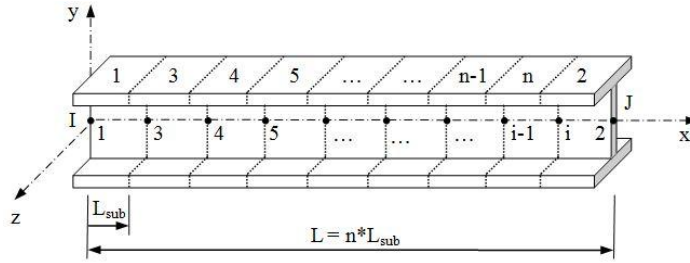 y
1 3 4 5 ... ... n-1 n 2
I J
1 3 4 5 ... ... ... i-1 i 2 x
z
L_sub
L = n*L_sub